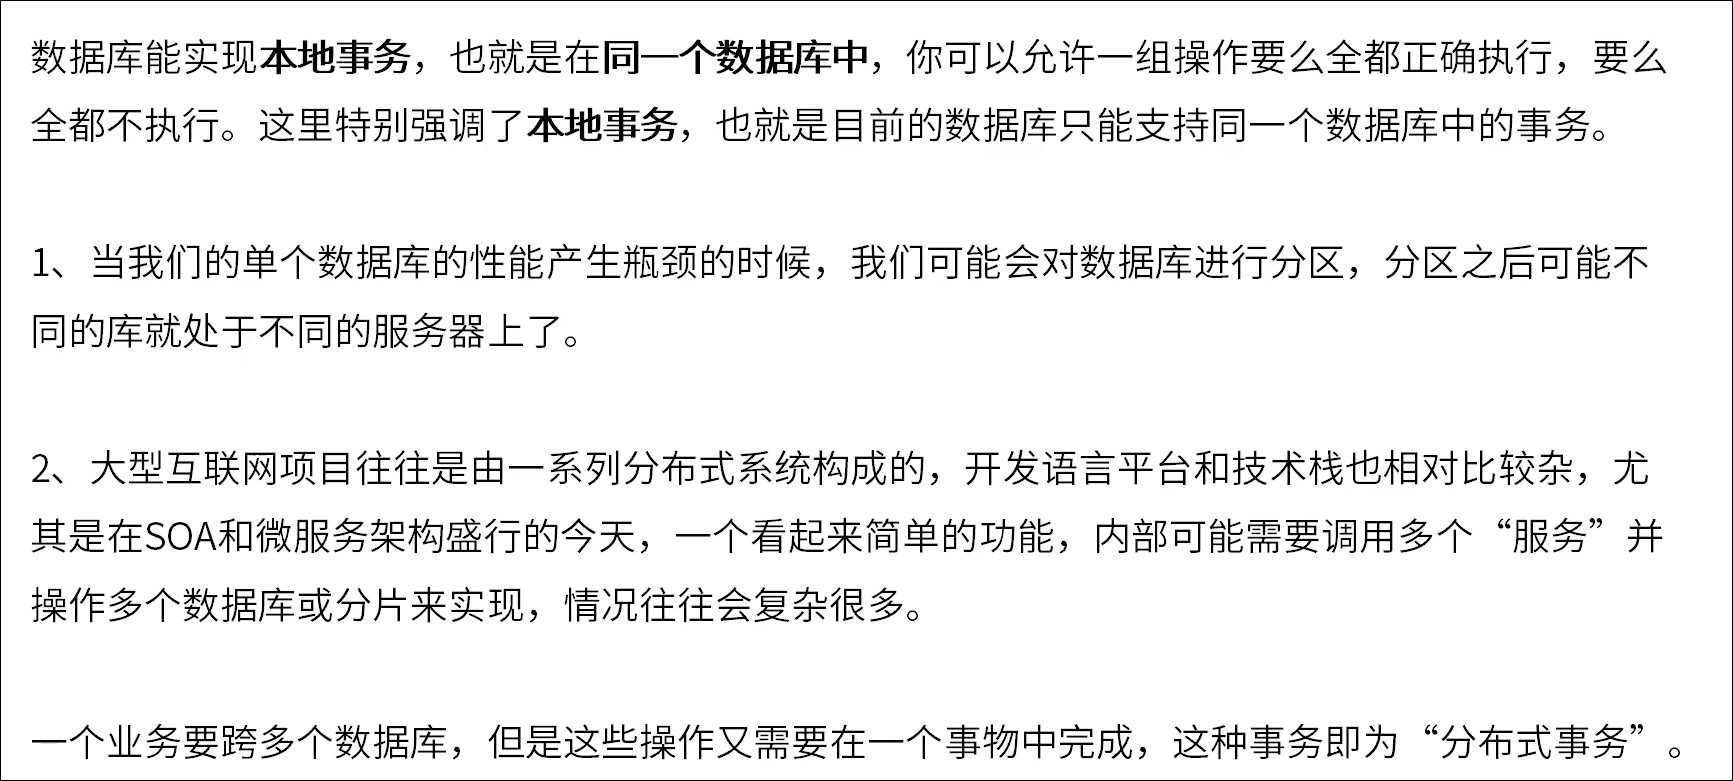 数据库能实现本地事务，也就是在同一个数据库中，你可以允许一组操作要么全都正确执行，要么
全都不执行。这里特别强调了本地事务，也就是目前的数据库只能支持同一个数据库中的事务。
1、当我们的单个数据库的性能产生瓶颈的时候，我们可能会对数据库进行分区，分区之后可能不
同的库就处于不同的服务器上了。
2、大型互联网项目往往是由一系列分布式系统构成的，开发语言平台和技术栈也相对比较杂，尤
其是在SOA和微服务架构盛行的今天，一个看起来简单的功能，内部可能需要调用多个“服务”并
操作多个数据库或分片来实现，情况往往会复杂很多。
一个业务要跨多个数据库，但是这些操作又需要在一个事物中完成，这种事务即为“分布式事务”。